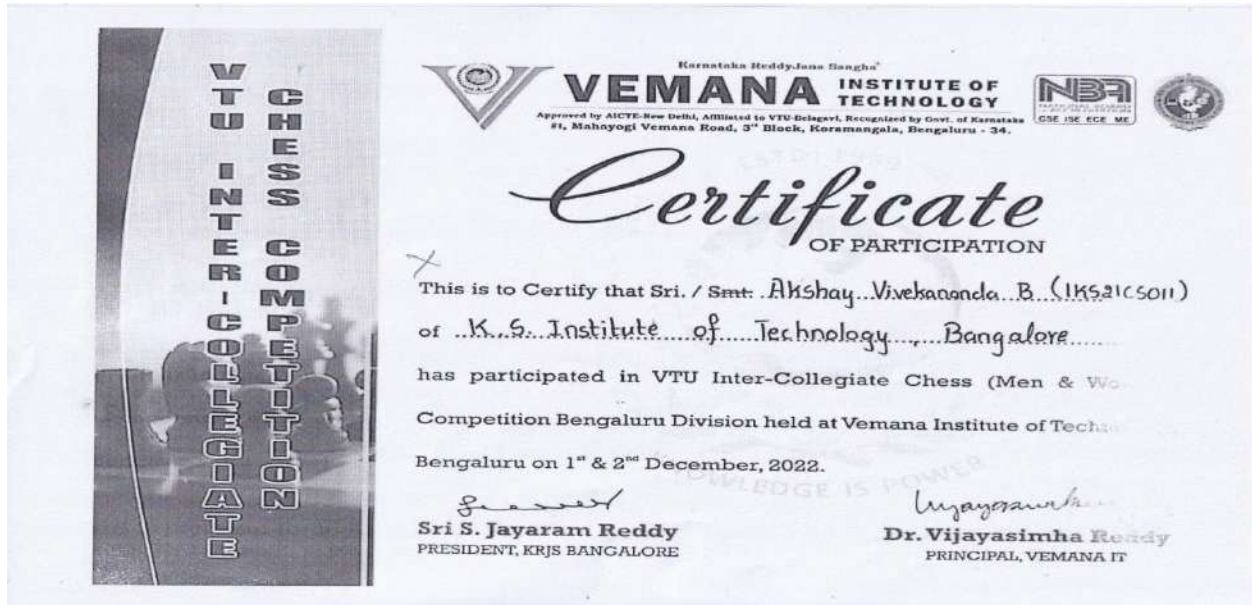 VTU INTER-COLLEGIATE
CHESS COMPETITION
Karnataka ReddyJana Sangha
VEMANA INSTITUTE OF
TECHNOLOGY
Approved by AICTE-New Delhi, Affiliated to VTU-Belagavi, Recognized by Govt. of Karnataka
#1, Mahayogi Vemana Road, 3rd Block, Koramangala, Bengaluru - 34.
NBA
CSE ISE ECE ME
ESTD: 1999
Certificate
OF PARTICIPATION
This is to Certify that Sri. / Smt. Akshay Vivekananda B (1KS21CS011)
of K.S. Institute of Technology, Bangalore
has participated in VTU Inter-Collegiate Chess (Men & Wo
Competition Bengaluru Division held at Vemana Institute of Techn
Bengaluru on 1st & 2nd December, 2022.
KNOWLEDGE IS POWER
Sri S. Jayaram Reddy
PRESIDENT, KRJS BANGALORE
Dr. Vijayasimha Reddy
PRINCIPAL, VEMANA IT